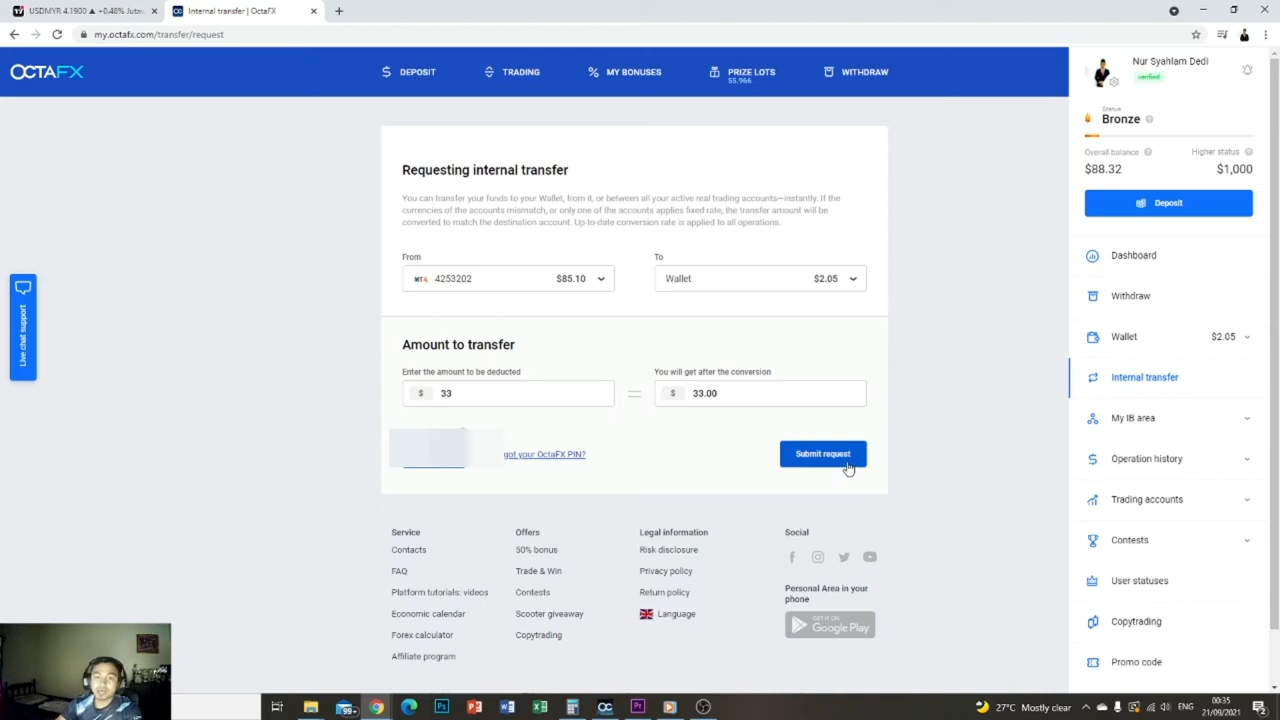 USDMYR 4.1900 ▲ +0.48% Jutaw
Internal transfer | OctaFX
my.octafx.com/transfer/request
OCTAFX
DEPOSIT
TRADING
MY BONUSES
PRIZE LOTS
55.966
WITHDRAW
Nur Syahlam Dedi
verified
Status
Bronze
Overall balance
Higher status
$88.32
$1,000
Deposit
Dashboard
Withdraw
Wallet $2.05
Internal transfer
My IB area
Operation history
Trading accounts
Contests
User statuses
Copytrading
Promo code
Live chat support
Requesting internal transfer
You can transfer your funds to your Wallet, from it, or between all your active real trading accounts—instantly. If the
currencies of the accounts mismatch, or only one of the accounts applies fixed rate, the transfer amount will be
converted to match the destination account. Up-to-date conversion rate is applied to all operations.
From
MT4 4253202 $85.10
To
Wallet $2.05
Amount to transfer
Enter the amount to be deducted
$ 33
=
You will get after the conversion
$ 33.00
got your OctaFX PIN?
Submit request
Service
Contacts
FAQ
Platform tutorials: videos
Economic calendar
Forex calculator
Affiliate program
Offers
50% bonus
Trade & Win
Contests
Scooter giveaway
Copytrading
Legal information
Risk disclosure
Privacy policy
Return policy
Language
Social
Personal Area in your
phone
GET IT ON
Google Play
99+
27°C Mostly clear
00:35
21/09/2021
2